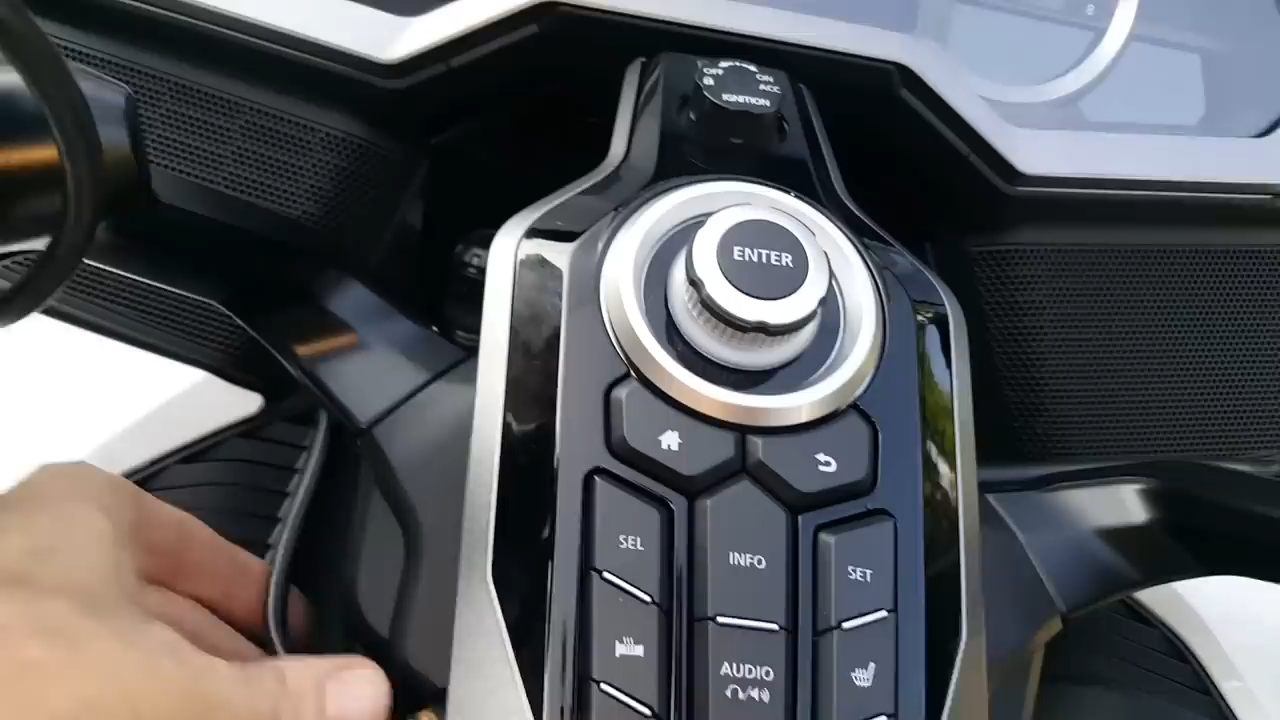 OFF
ON
ACC
IGNITION
ENTER
SEL
INFO
SET
AUDIO